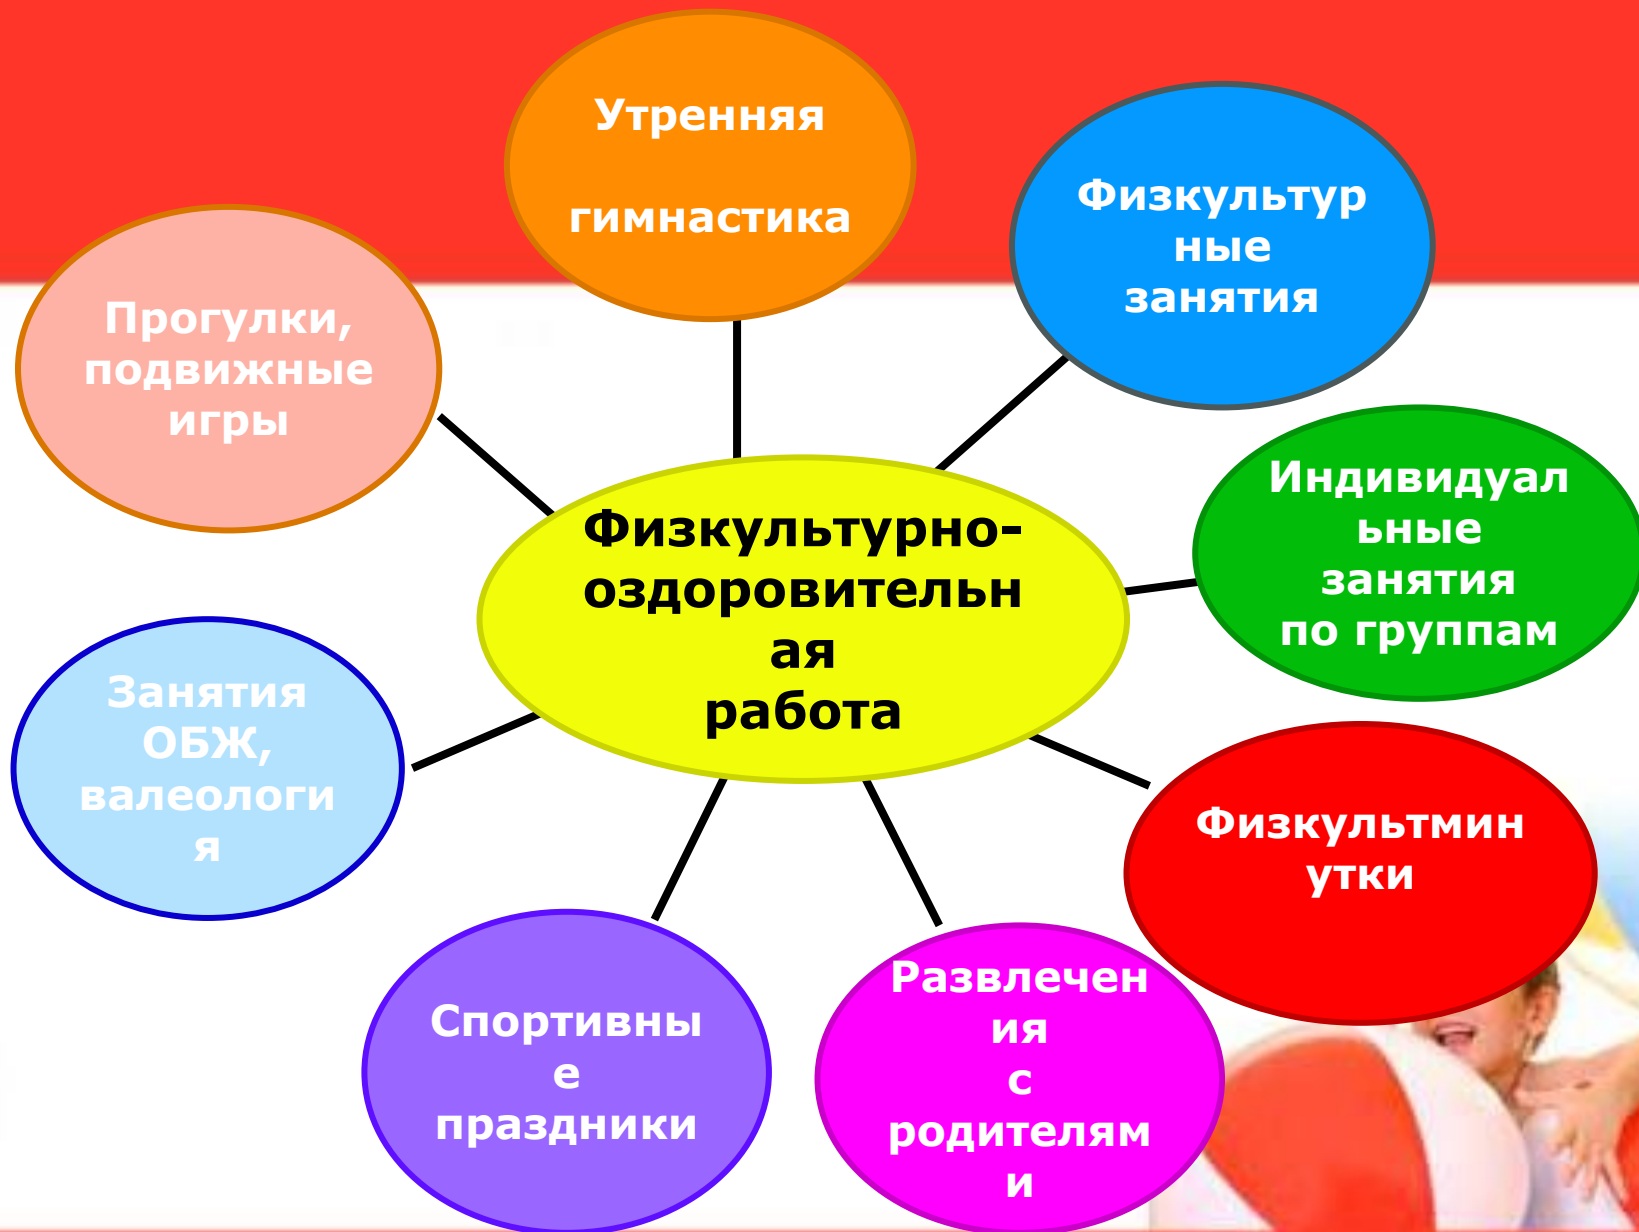 Утренняя
гимнастика
Физкультур
ные
занятия
Прогулки,
подвижные
игры
Индивидуал
ьные
занятия
по группам
Физкультурно-
оздоровительн
ая
работа
Занятия
ОБЖ,
валеологи
я
Физкультмин
утки
Спортивны
е
праздники
Развлечен
ия
с
родителям
и